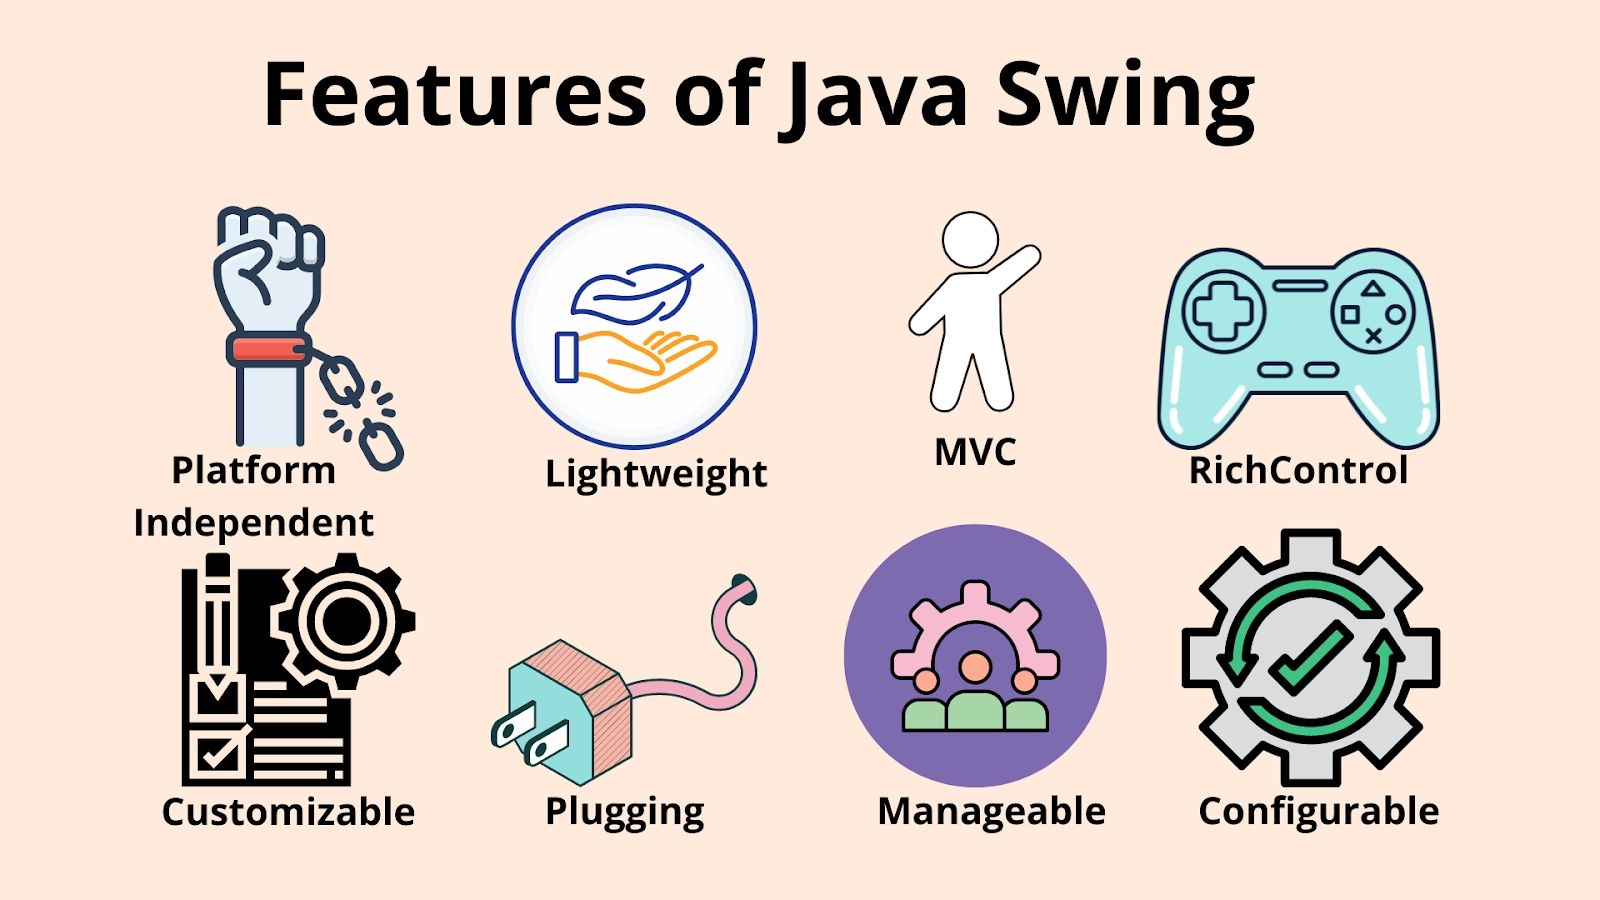 Features of Java Swing
Platform
Independent
Lightweight
MVC
RichControl
Customizable
Plugging
Manageable
Configurable